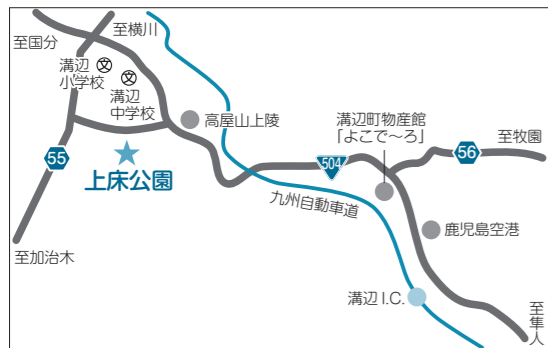 至横川
至国分
溝辺
小学校
文
文
溝辺
中学校
高屋山上陵
溝辺町物産館
「よこで〜ろ」
至牧園
504
56
55
上床公園
九州自動車道
鹿児島空港
至加治木
溝辺 I.C.
至隼人